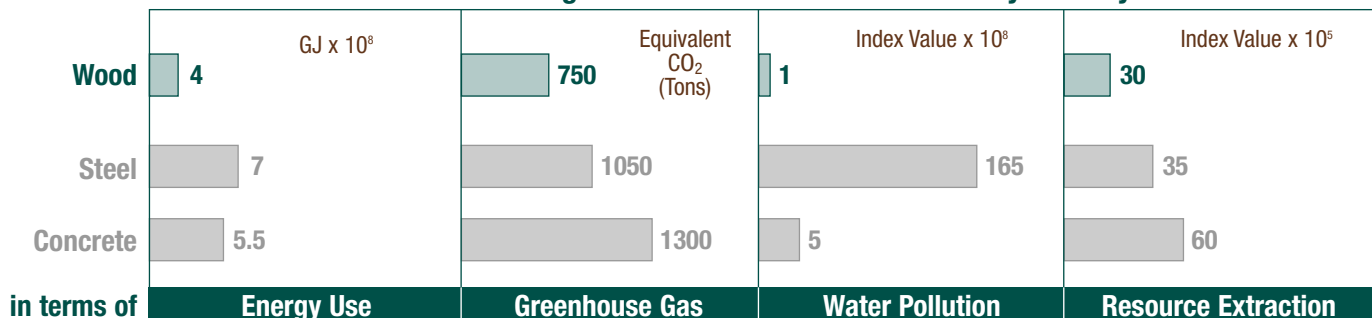 GJ x 10⁸
Equivalent
CO₂
(Tons)
Index Value x 10⁸
Index Value x 10⁵
Wood 4 750 1 30
Steel 7 1050 165 35
Concrete 5.5 1300 5 60
in terms of Energy Use Greenhouse Gas Water Pollution Resource Extraction